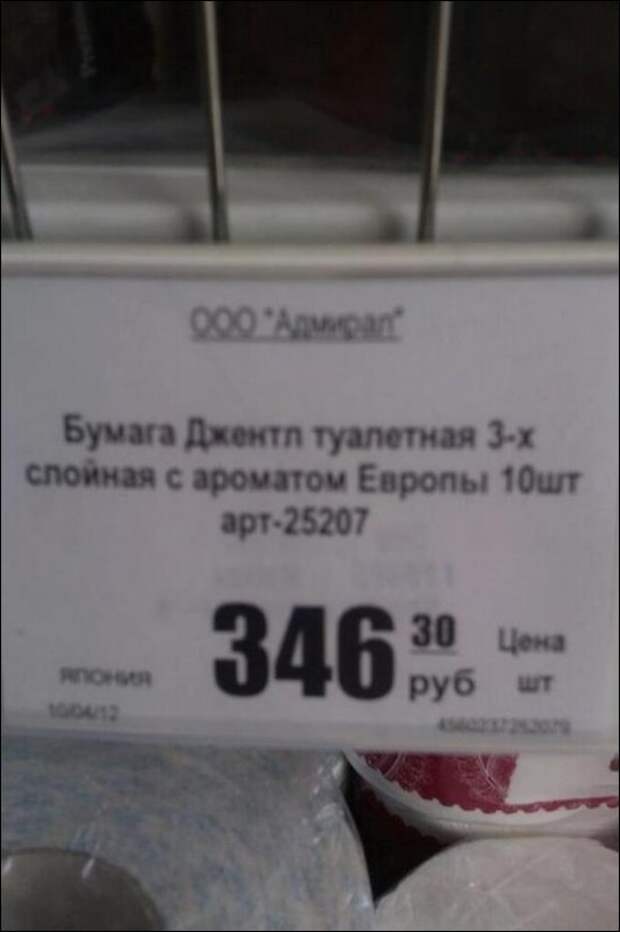 ООО "Адмирал"
Бумага Джентл туалетная 3-х
слойная с ароматом Европы 10шт
арт-25207
346 30 руб
Цена шт
ЯПОНИЯ
10/04/12